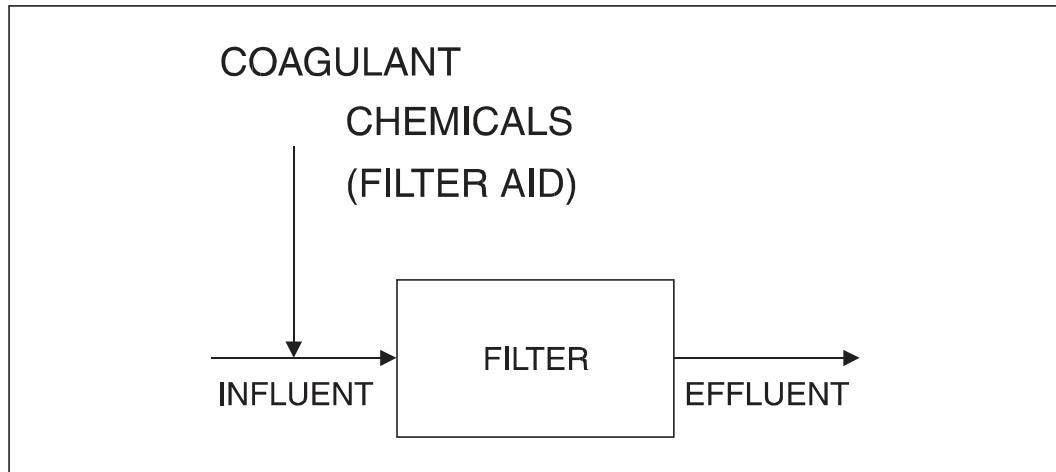 COAGULANT
CHEMICALS
(FILTER AID)
FILTER
INFLUENT
EFFLUENT